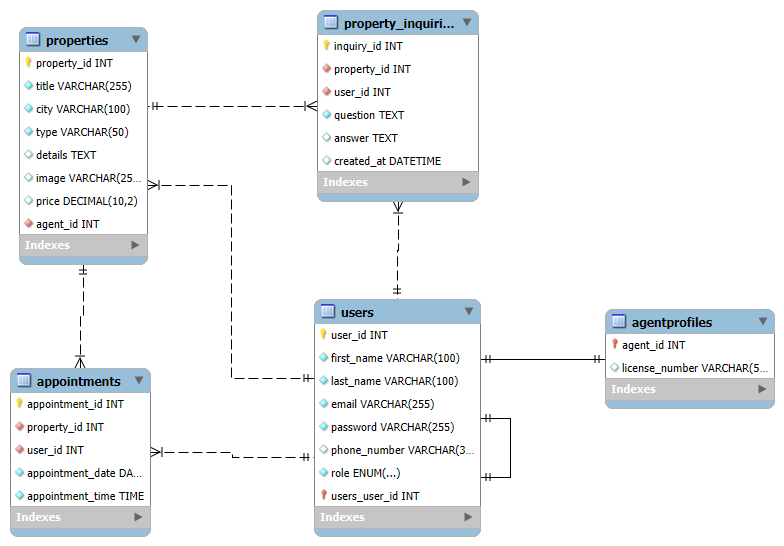 properties
property_id INT
title VARCHAR(255)
city VARCHAR(100)
type VARCHAR(50)
details TEXT
image VARCHAR(25...
price DECIMAL(10,2)
agent_id INT
Indexes
property_inquiri...
inquiry_id INT
property_id INT
user_id INT
question TEXT
answer TEXT
created_at DATETIME
Indexes
users
user_id INT
first_name VARCHAR(100)
last_name VARCHAR(100)
email VARCHAR(255)
password VARCHAR(255)
phone_number VARCHAR(3...
role ENUM(...)
users_user_id INT
Indexes
agentprofiles
agent_id INT
license_number VARCHAR(5...
Indexes
appointments
appointment_id INT
property_id INT
user_id INT
appointment_date DA...
appointment_time TIME
Indexes